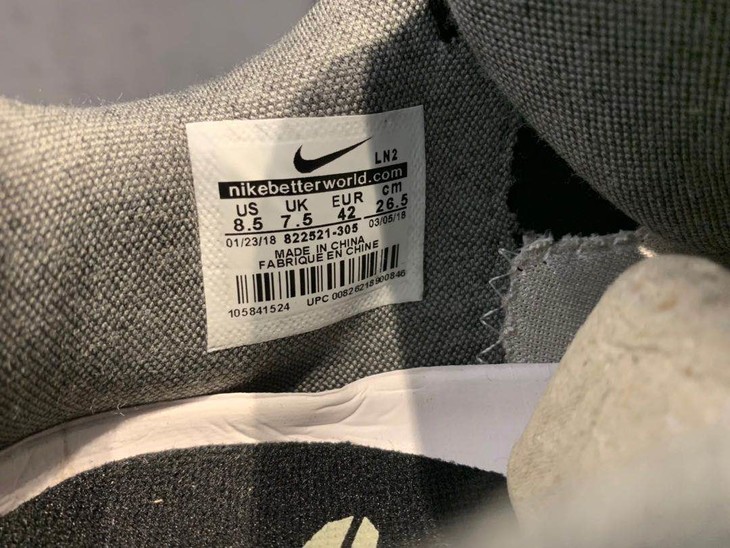 LN2
nikebetterworld.com
US UK EUR cm
8.5 7.5 42 26.5
01/23/18 822521-305 03/05/18
MADE IN CHINA
FABRIQUE EN CHINE
105841524 UPC 00826218900846